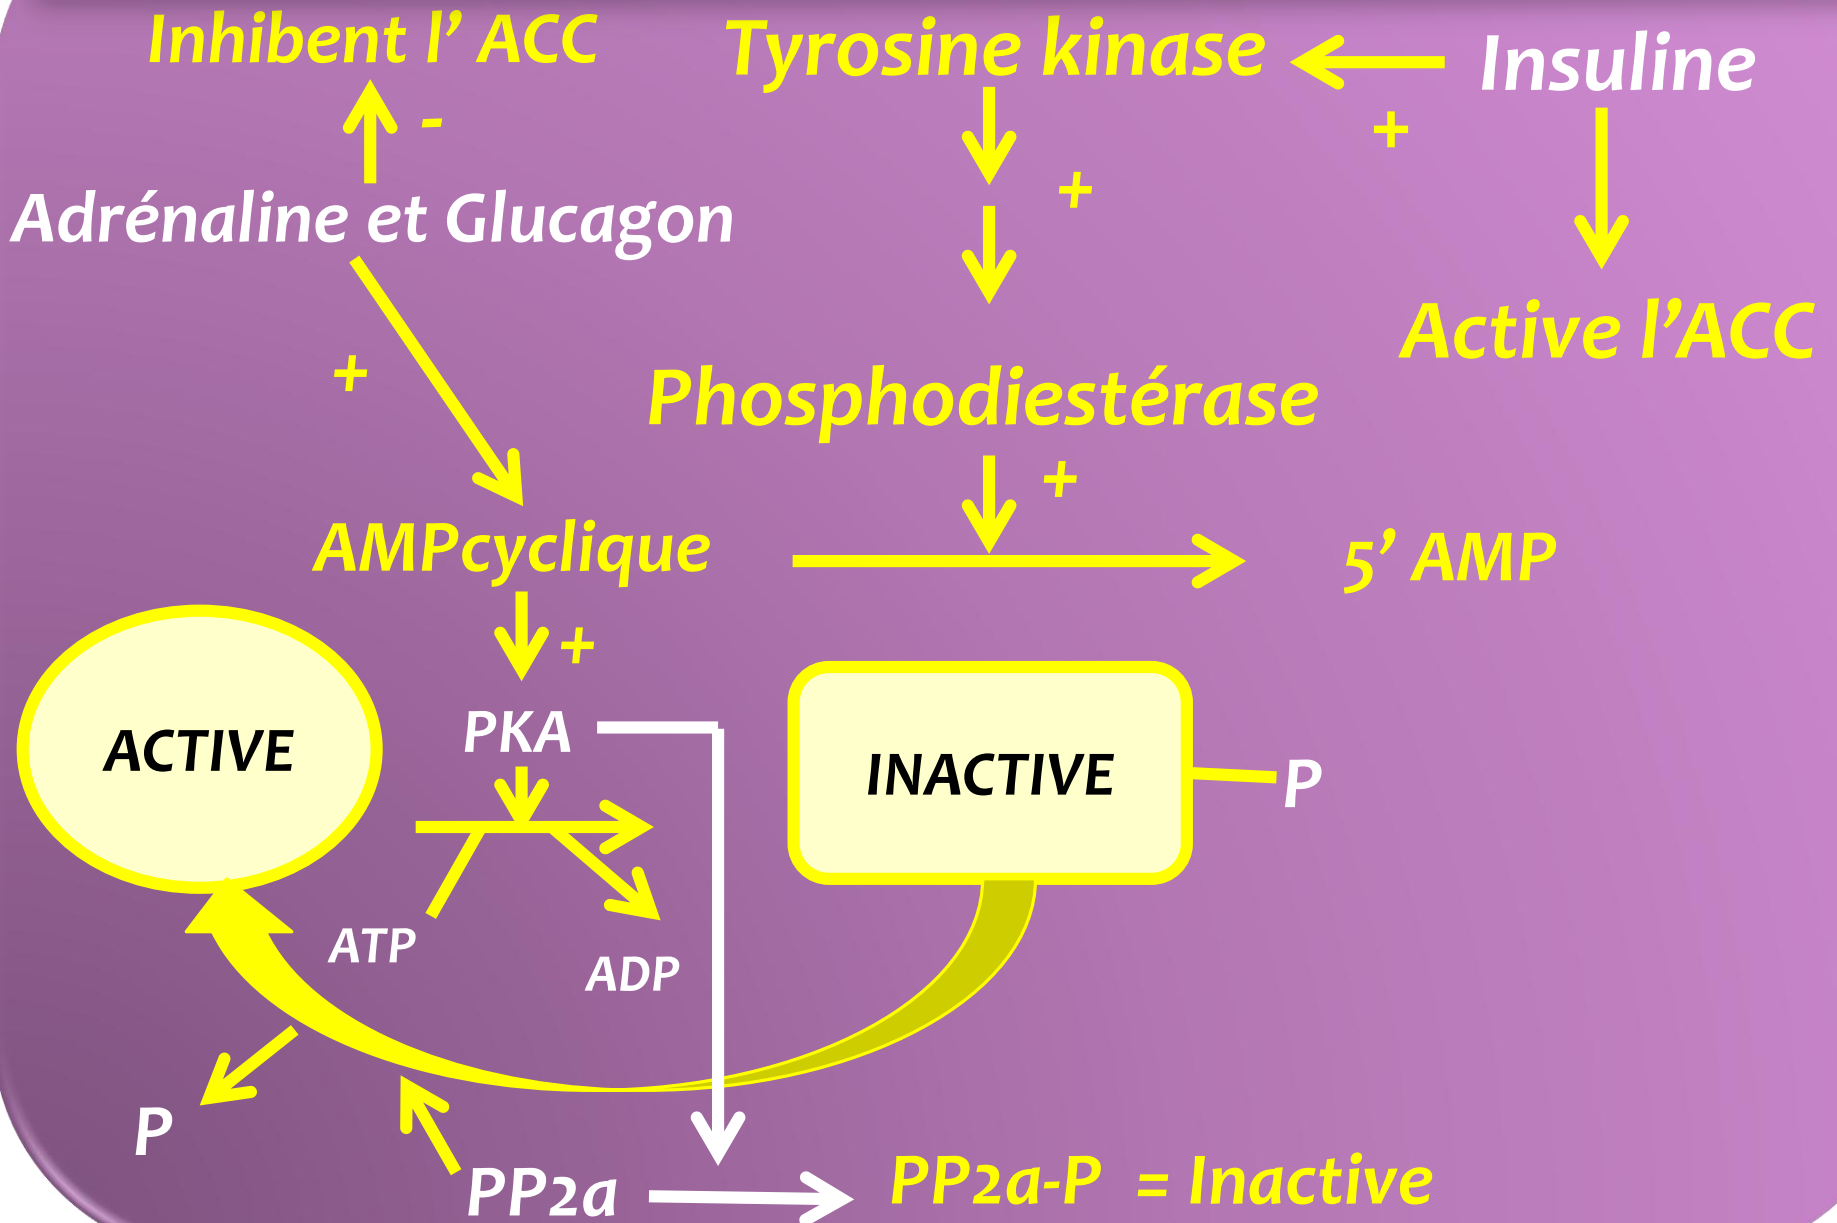 Inhibent l’ ACC
Tyrosine kinase
Insuline
-
+
+
Adrénaline et Glucagon
Active l’ACC
+
Phosphodiestérase
+
AMPcyclique
5’ AMP
+
ACTIVE
PKA
INACTIVE
P
ATP
ADP
P
PP2a
PP2a-P = Inactive